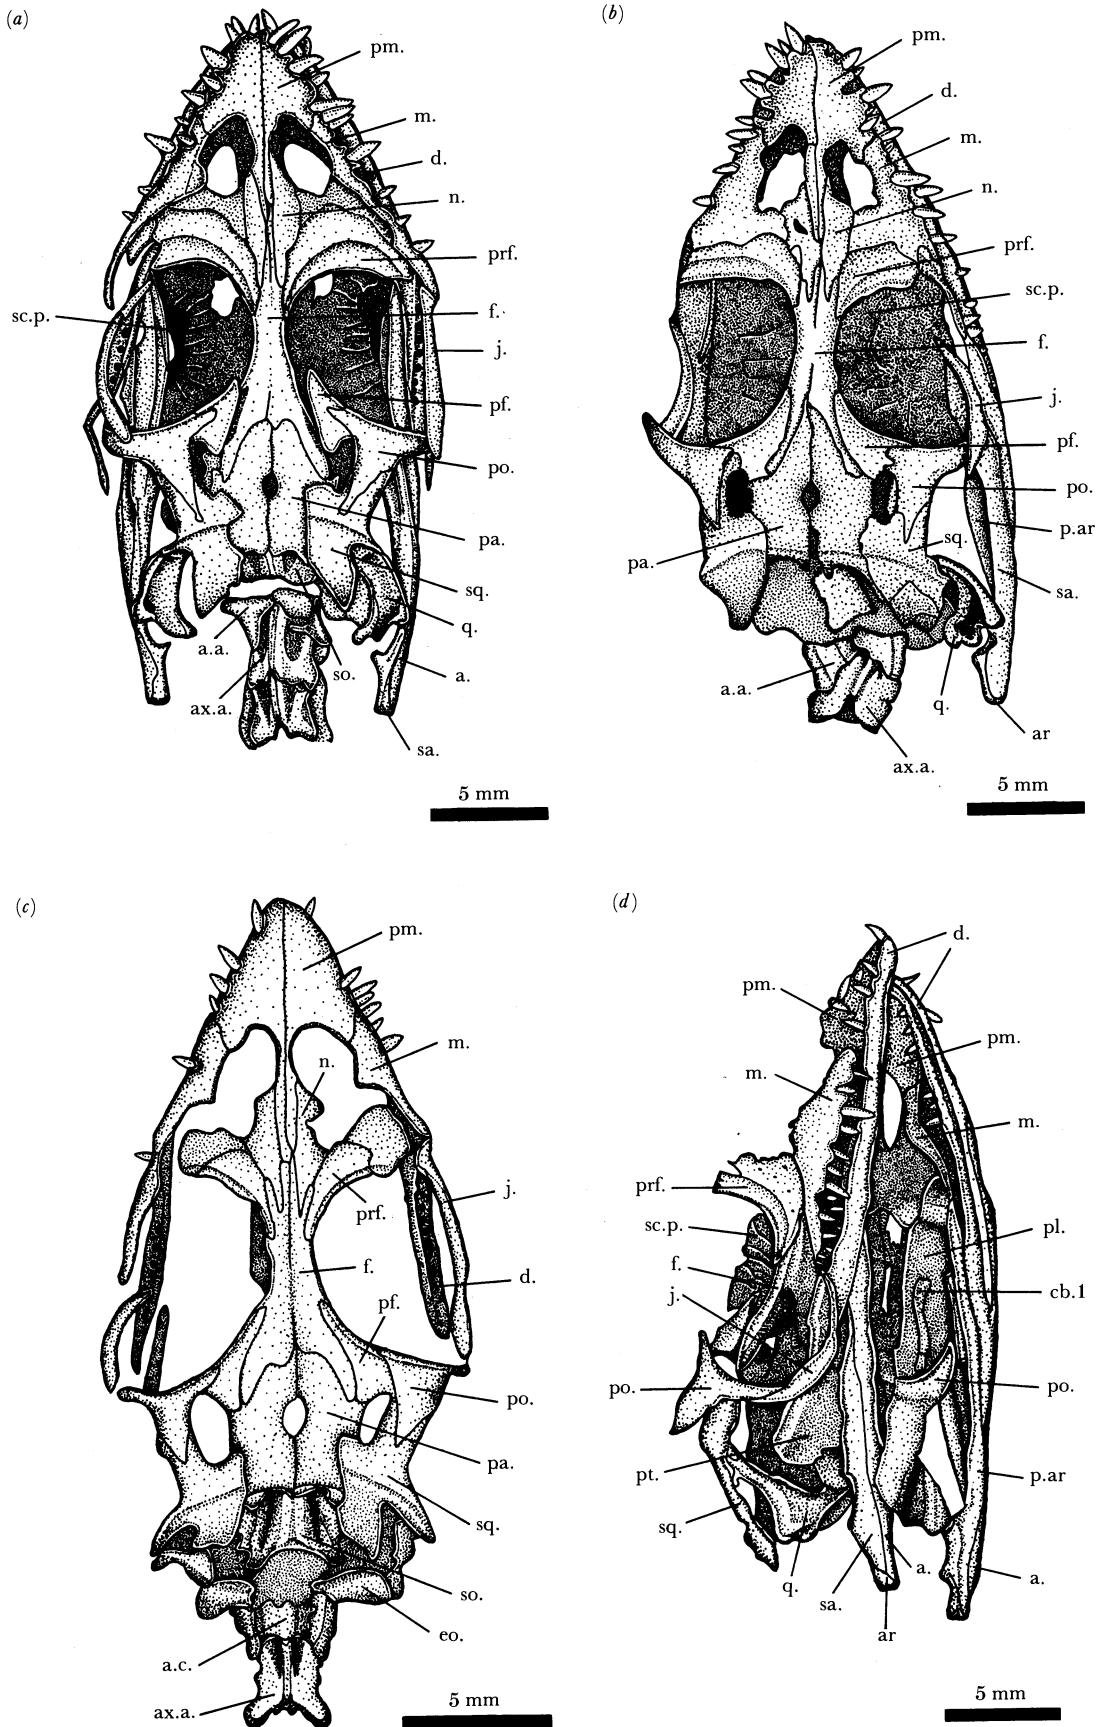 (a)
pm.
m.
d.
n.
prf.
sc.p.
f.
j.
pf.
po.
pa.
sq.
q.
a.a.
so.
a.
ax.a.
sa.
5 mm
(b)
pm.
d.
m.
n.
prf.
sc.p.
f.
j.
pf.
po.
p.ar
sq.
pa.
sa.
a.a.
q.
ar
ax.a.
5 mm
(c)
pm.
m.
n.
j.
prf.
f.
d.
pf.
po.
pa.
sq.
so.
eo.
a.c.
ax.a.
5 mm
(d)
d.
pm.
pm.
m.
m.
prf.
sc.p.
pl.
f.
cb.1
j.
po.
po.
pt.
p.ar
sq.
q.
sa.
a.
a.
ar
5 mm